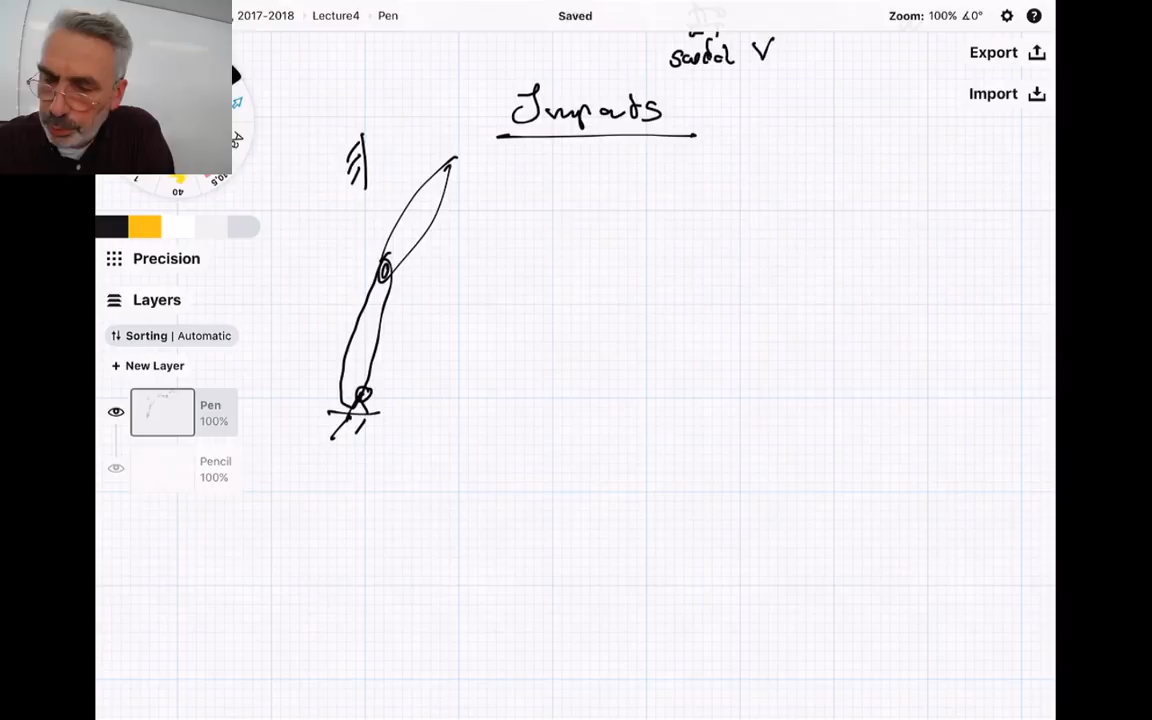 , 2017-2018 Lecture4 Pen Saved Zoom: 100% ∡0°
Export
Import
Impacts
40
Precision
Layers
Sorting | Automatic
+ New Layer
Pen
100%
Pencil
100%